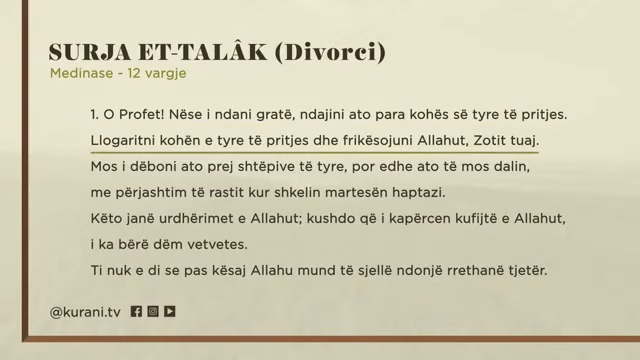 SURJA ET-TALÂK (Divorci)
Medinase - 12 vargje
1. O Profet! Nëse i ndani gratë, ndajini ato para kohës së tyre të pritjes.
Llogaritni kohën e tyre të pritjes dhe frikësojuni Allahut, Zotit tuaj.
Mos i dëboni ato prej shtëpive të tyre, por edhe ato të mos dalin,
me përjashtim të rastit kur shkelin martesën haptazi.
Këto janë urdhërimet e Allahut; kushdo që i kapërcen kufijtë e Allahut,
i ka bërë dëm vetvetes.
Ti nuk e di se pas kësaj Allahu mund të sjellë ndonjë rrethanë tjetër.
@kurani.tv